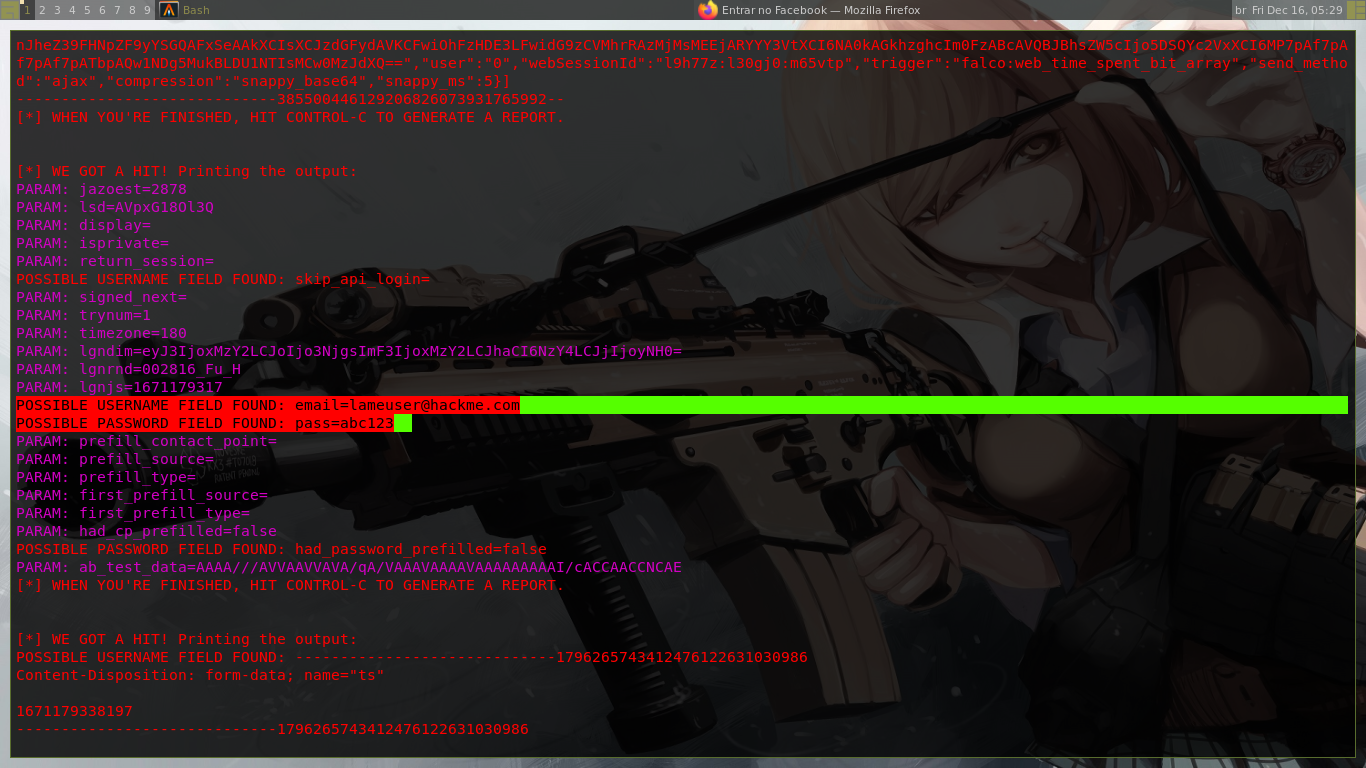 1 2 3 4 5 6 7 8 9 Bash Entrar no Facebook — Mozilla Firefox br Fri Dec 16, 05:29
nJheZ39FHNpZF9yYSGQAFxSeAAkXCIsXCJzdGFydAVKCFwiOhFzHDE3LFwidG9zCVMhrRAzMjMsMEEjARYYY3VtXCI6NA0kAGkhzghcIm0FzABcAVQBJBhsZW5cIjo5DSQYc2VxXCI6MP7pAf7pA
f7pAf7pATbpAQw1NDg5MukBLDU1NTIsMCw0MzJdXQ==","user":"0","webSessionId":"l9h77z:l30gj0:m65vtp","trigger":"falco:web_time_spent_bit_array","send_metho
d":"ajax","compression":"snappy_base64","snappy_ms":5}]
-----------------------------385500446129206826073931765992--
[*] WHEN YOU'RE FINISHED, HIT CONTROL-C TO GENERATE A REPORT.
[*] WE GOT A HIT! Printing the output:
PARAM: jazoest=2878
PARAM: lsd=AVpxG18Ol3Q
PARAM: display=
PARAM: isprivate=
PARAM: return_session=
POSSIBLE USERNAME FIELD FOUND: skip_api_login=
PARAM: signed_next=
PARAM: trynum=1
PARAM: timezone=180
PARAM: lgndim=eyJ3IjoxMzY2LCJoIjo3NjgsImF3IjoxMzY2LCJhaCI6NzY4LCJjIjoyNH0=
PARAM: lgnrnd=002816_Fu_H
PARAM: lgnjs=1671179317
POSSIBLE USERNAME FIELD FOUND: email=lameuser@hackme.com
POSSIBLE PASSWORD FIELD FOUND: pass=abc123
PARAM: prefill_contact_point=
PARAM: prefill_source=
PARAM: prefill_type=
PARAM: first_prefill_source=
PARAM: first_prefill_type=
PARAM: had_cp_prefilled=false
POSSIBLE PASSWORD FIELD FOUND: had_password_prefilled=false
PARAM: ab_test_data=AAAA///AVVAAVVAVA/qA/VAAAVAAAAVAAAAAAAAAI/cACCAACCNCAE
[*] WHEN YOU'RE FINISHED, HIT CONTROL-C TO GENERATE A REPORT.
[*] WE GOT A HIT! Printing the output:
POSSIBLE USERNAME FIELD FOUND: -----------------------------1796265743412476122631030986
Content-Disposition: form-data; name="ts"
1671179338197
-----------------------------1796265743412476122631030986